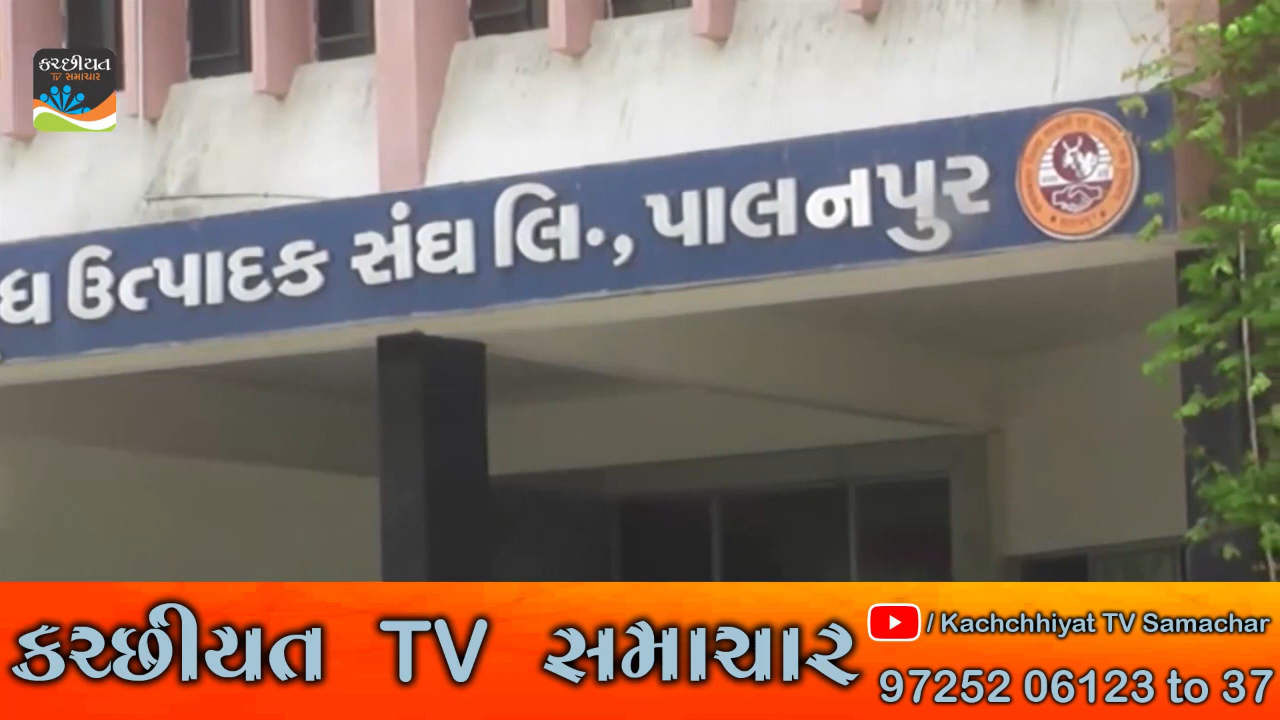 કચ્છીયત
TV સમાચાર
ઉત્પાદક સંઘ લિ., પાલનપુર
કચ્છીયત TV સમાચાર
/ Kachchhiyat TV Samachar
97252 06123 to 37